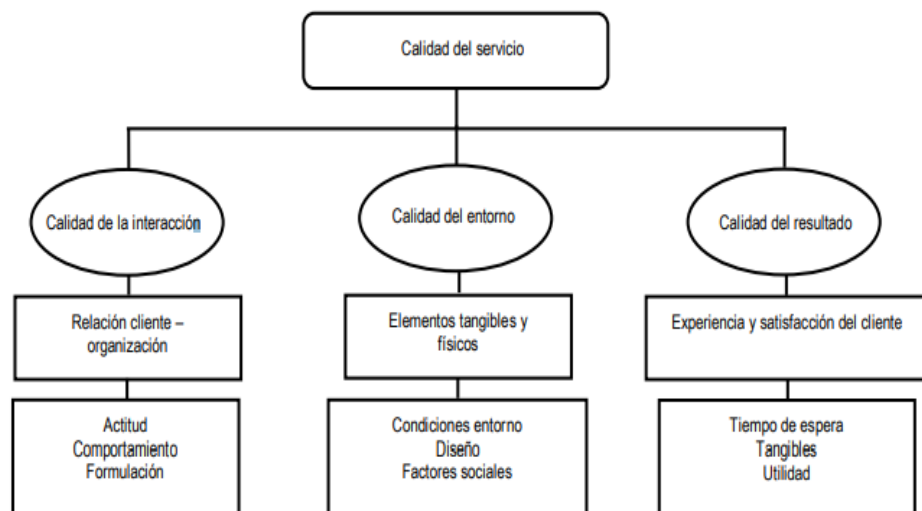 Calidad del servicio
Calidad de la interacción
Calidad del entorno
Calidad del resultado
Relación cliente –
organización
Elementos tangibles y
físicos
Experiencia y satisfacción del cliente
Actitud
Comportamiento
Formulación
Condiciones entorno
Diseño
Factores sociales
Tiempo de espera
Tangibles
Utilidad